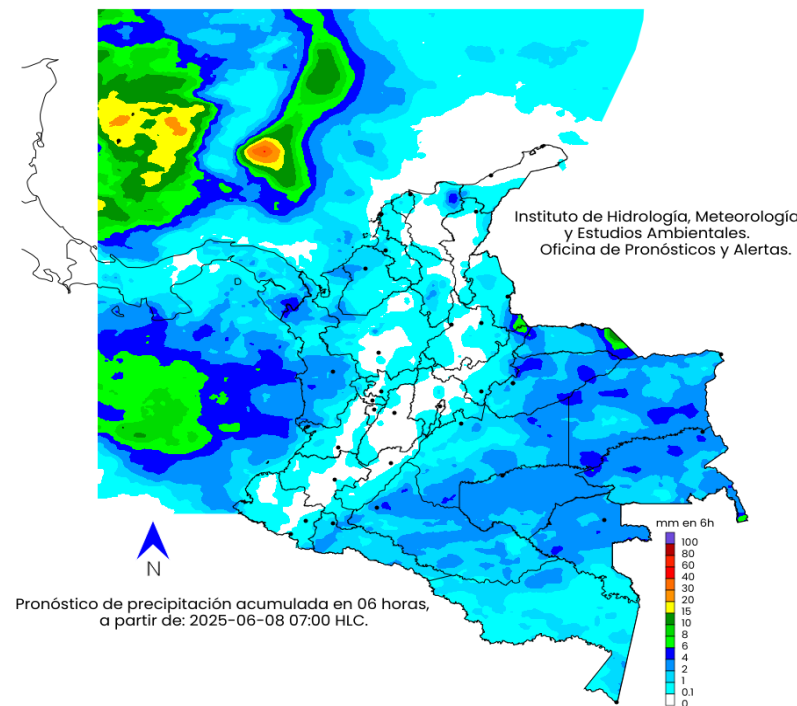 Instituto de Hidrología, Meteorología
y Estudios Ambientales.
Oficina de Pronósticos y Alertas.
N
Pronóstico de precipitación acumulada en 06 horas,
a partir de: 2025-06-08 07:00 HLC.
mm en 6h
100
80
60
40
30
20
15
10
8
6
4
2
1
0.1
0